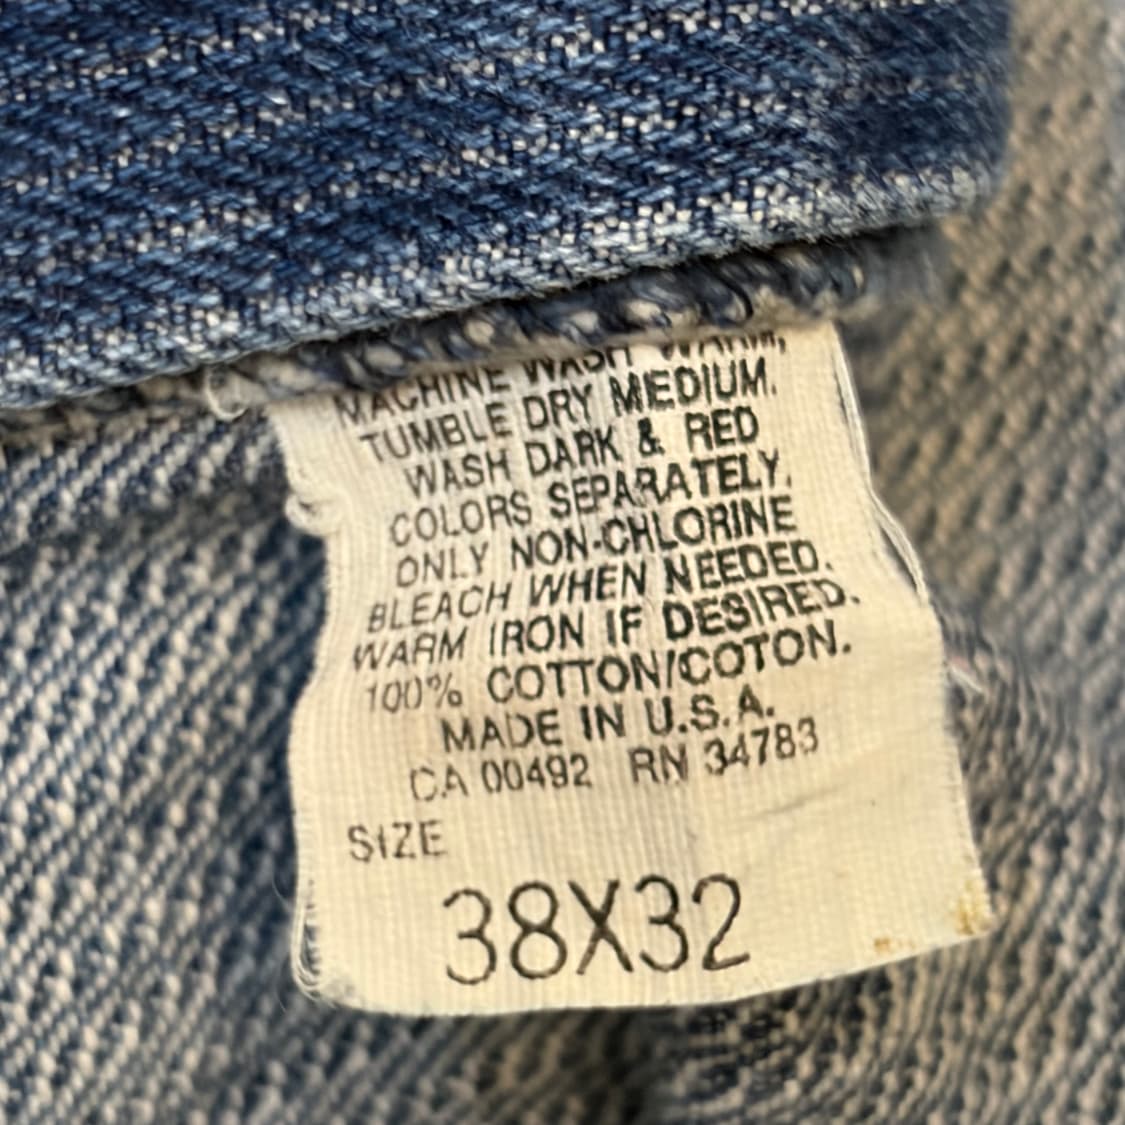 MACHINE WASH WARM,
TUMBLE DRY MEDIUM.
WASH DARK & RED
COLORS SEPARATELY.
ONLY NON-CHLORINE
BLEACH WHEN NEEDED.
WARM IRON IF DESIRED.
100% COTTON/COTON.
MADE IN U.S.A.
CA 00492 RN 34783
SIZE
38X32